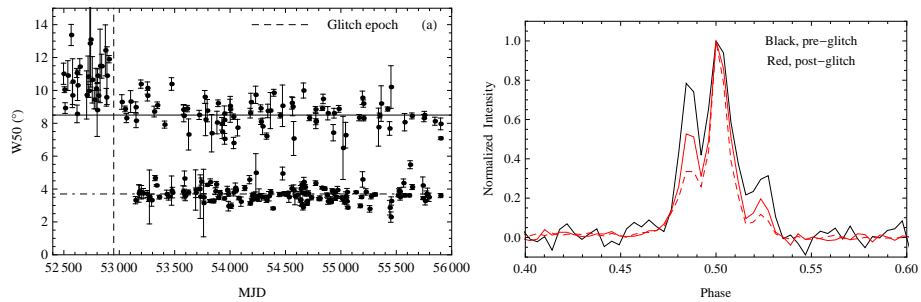 Glitch epoch (a)
W50 (°)
14
12
10
8
6
4
2
0
52 500 53 000 53 500 54 000 54 500 55 000 55 500 56 000
MJD
Black, pre-glitch
Red, post-glitch
Normalized Intensity
1.0
0.8
0.6
0.4
0.2
0.0
0.40 0.45 0.50 0.55 0.60
Phase